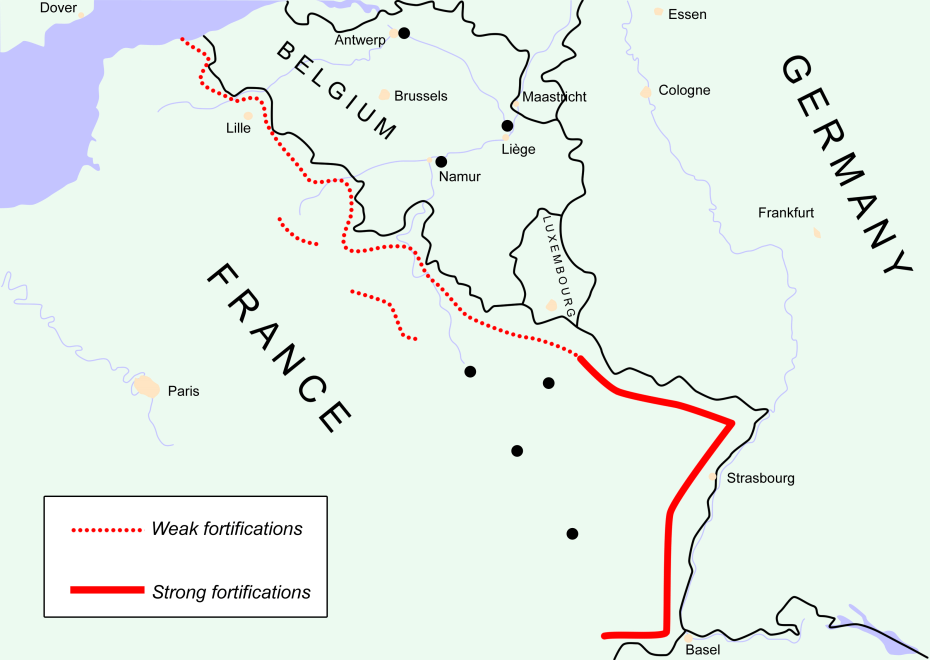 Dover
Essen
Antwerp
BELGIUM
GERMANY
Brussels
Maastricht
Cologne
Lille
Liège
Namur
Frankfurt
LUXEMBOURG
FRANCE
Paris
Strasbourg
Weak fortifications
Strong fortifications
Basel